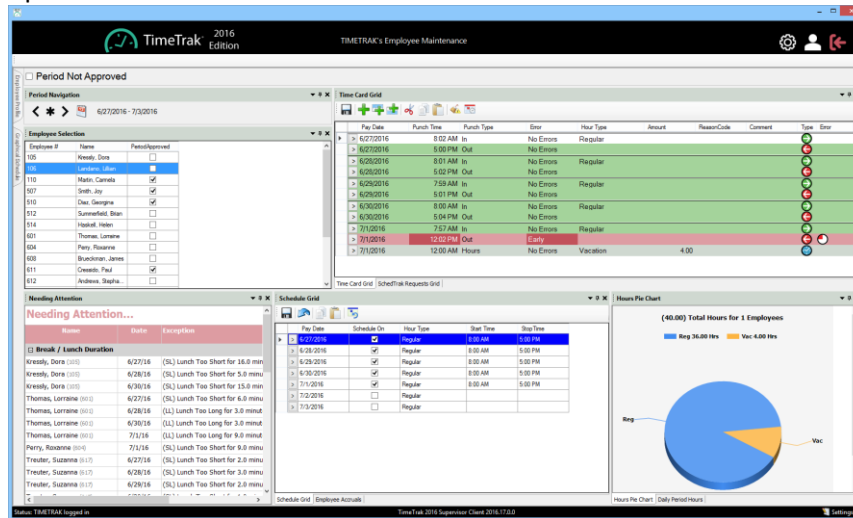 TimeTrak 2016 Edition
TIMETRAK's Employee Maintenance
Employee Profile
Graphical Schedule
Period Not Approved
Period Navigation
6/27/2016 - 7/3/2016
Employee Selection
Employee # Name PeriodApproved
105 Kressly, Dora
106 Landano, Lillian
110 Martin, Carmela
507 Smith, Joy
510 Diaz, Georgina
512 Summerfield, Brian
514 Haskell, Helen
601 Thomas, Lorraine
604 Perry, Roxanne
608 Brueckman, James
611 Creasido, Paul
612 Andrews, Stepha...
Time Card Grid
Pay Date Punch Time Punch Type Error Hour Type Amount ReasonCode Comment Type Error
6/27/2016 8:02 AM In No Errors Regular
6/27/2016 5:00 PM Out No Errors
6/28/2016 8:01 AM In No Errors Regular
6/28/2016 5:02 PM Out No Errors
6/29/2016 7:59 AM In No Errors Regular
6/29/2016 5:01 PM Out No Errors
6/30/2016 8:00 AM In No Errors Regular
6/30/2016 5:04 PM Out No Errors
7/1/2016 7:57 AM In No Errors Regular
7/1/2016 12:02 PM Out Early
7/1/2016 12:00 AM Hours No Errors Vacation 4.00
Time Card Grid SchedTrak Requests Grid
Needing Attention
Needing Attention...
Name Date Exception
Break / Lunch Duration
Kressly, Dora (105) 6/27/16 (SL) Lunch Too Short for 16.0 min
Kressly, Dora (105) 6/28/16 (SL) Lunch Too Short for 5.0 minu
Kressly, Dora (105) 6/30/16 (SL) Lunch Too Short for 15.0 min
Thomas, Lorraine (601) 6/27/16 (SL) Lunch Too Short for 6.0 minu
Thomas, Lorraine (601) 6/28/16 (LL) Lunch Too Long for 3.0 minut
Thomas, Lorraine (601) 6/30/16 (LL) Lunch Too Long for 3.0 minut
Thomas, Lorraine (601) 7/1/16 (LL) Lunch Too Long for 9.0 minut
Perry, Roxanne (604) 7/1/16 (SL) Lunch Too Short for 9.0 minu
Treuter, Suzanna (617) 6/27/16 (SL) Lunch Too Short for 2.0 minu
Treuter, Suzanna (617) 6/28/16 (SL) Lunch Too Short for 3.0 minu
Treuter, Suzanna (617) 6/29/16 (SL) Lunch Too Short for 2.0 minu
Schedule Grid
Pay Date Schedule On Hour Type Start Time Stop Time
6/27/2016 Regular 8:00 AM 5:00 PM
6/28/2016 Regular 8:00 AM 5:00 PM
6/29/2016 Regular 8:00 AM 5:00 PM
6/30/2016 Regular 8:00 AM 5:00 PM
7/1/2016 Regular 8:00 AM 5:00 PM
7/2/2016 Regular
7/3/2016 Regular
Schedule Grid Employee Accruals
Hours Pie Chart
(40.00) Total Hours for 1 Employees
Reg 36.00 Hrs Vac 4.00 Hrs
Reg
Vac
Hours Pie Chart Daily Period Hours
Status: TIMETRAK logged in TimeTrak 2016 Supervisor Client 2016.17.0.0 Settings